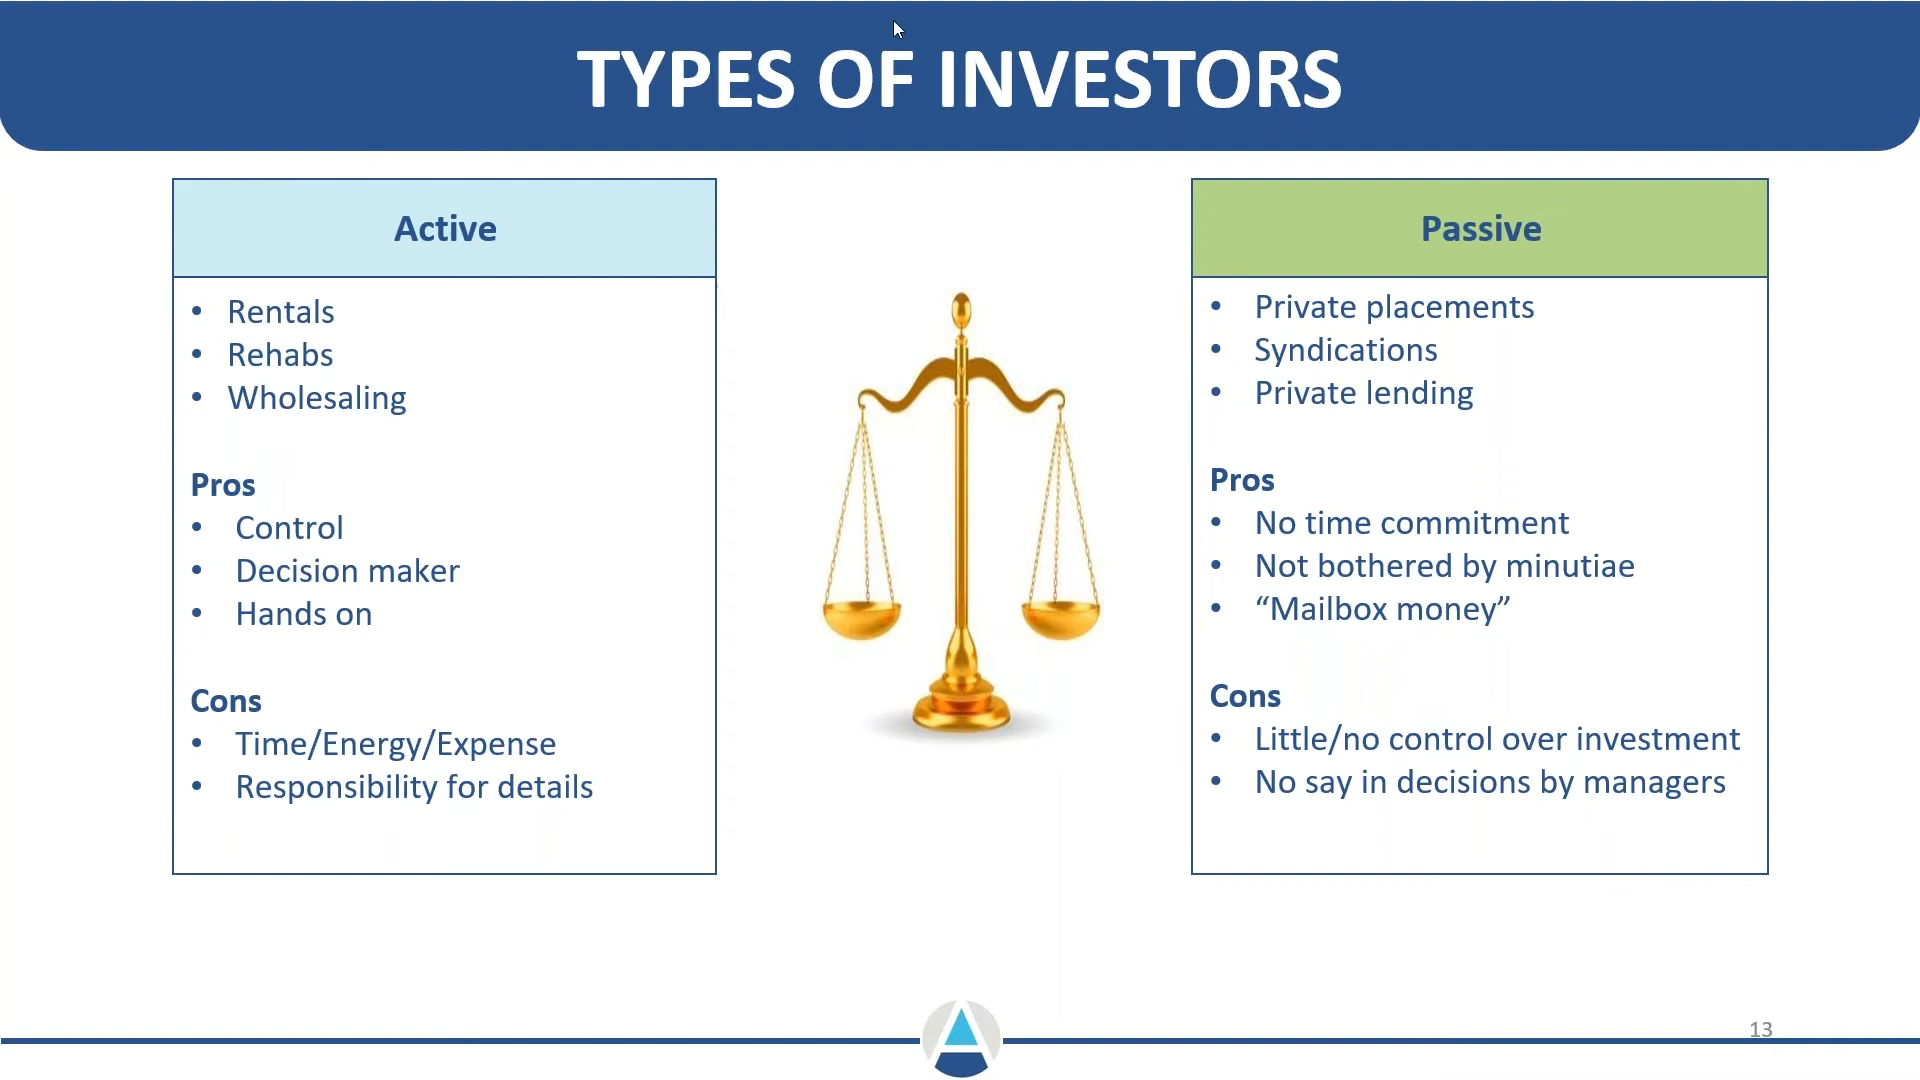 TYPES OF INVESTORS
Active
• Rentals
• Rehabs
• Wholesaling
Pros
• Control
• Decision maker
• Hands on
Cons
• Time/Energy/Expense
• Responsibility for details
Passive
• Private placements
• Syndications
• Private lending
Pros
• No time commitment
• Not bothered by minutiae
• “Mailbox money”
Cons
• Little/no control over investment
• No say in decisions by managers
13